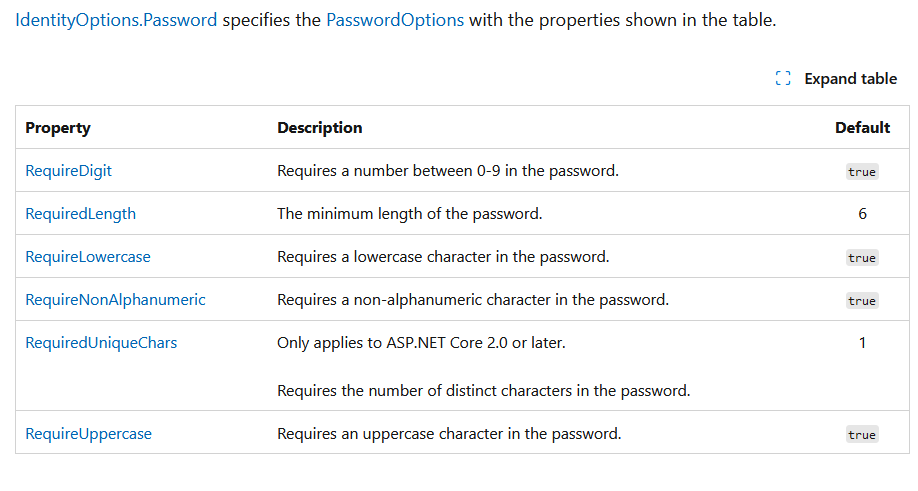 IdentityOptions.Password specifies the PasswordOptions with the properties shown in the table.
Expand table
Property Description Default
RequireDigit Requires a number between 0-9 in the password. true
RequiredLength The minimum length of the password. 6
RequireLowercase Requires a lowercase character in the password. true
RequireNonAlphanumeric Requires a non-alphanumeric character in the password. true
RequiredUniqueChars Only applies to ASP.NET Core 2.0 or later. 1
Requires the number of distinct characters in the password.
RequireUppercase Requires an uppercase character in the password. true